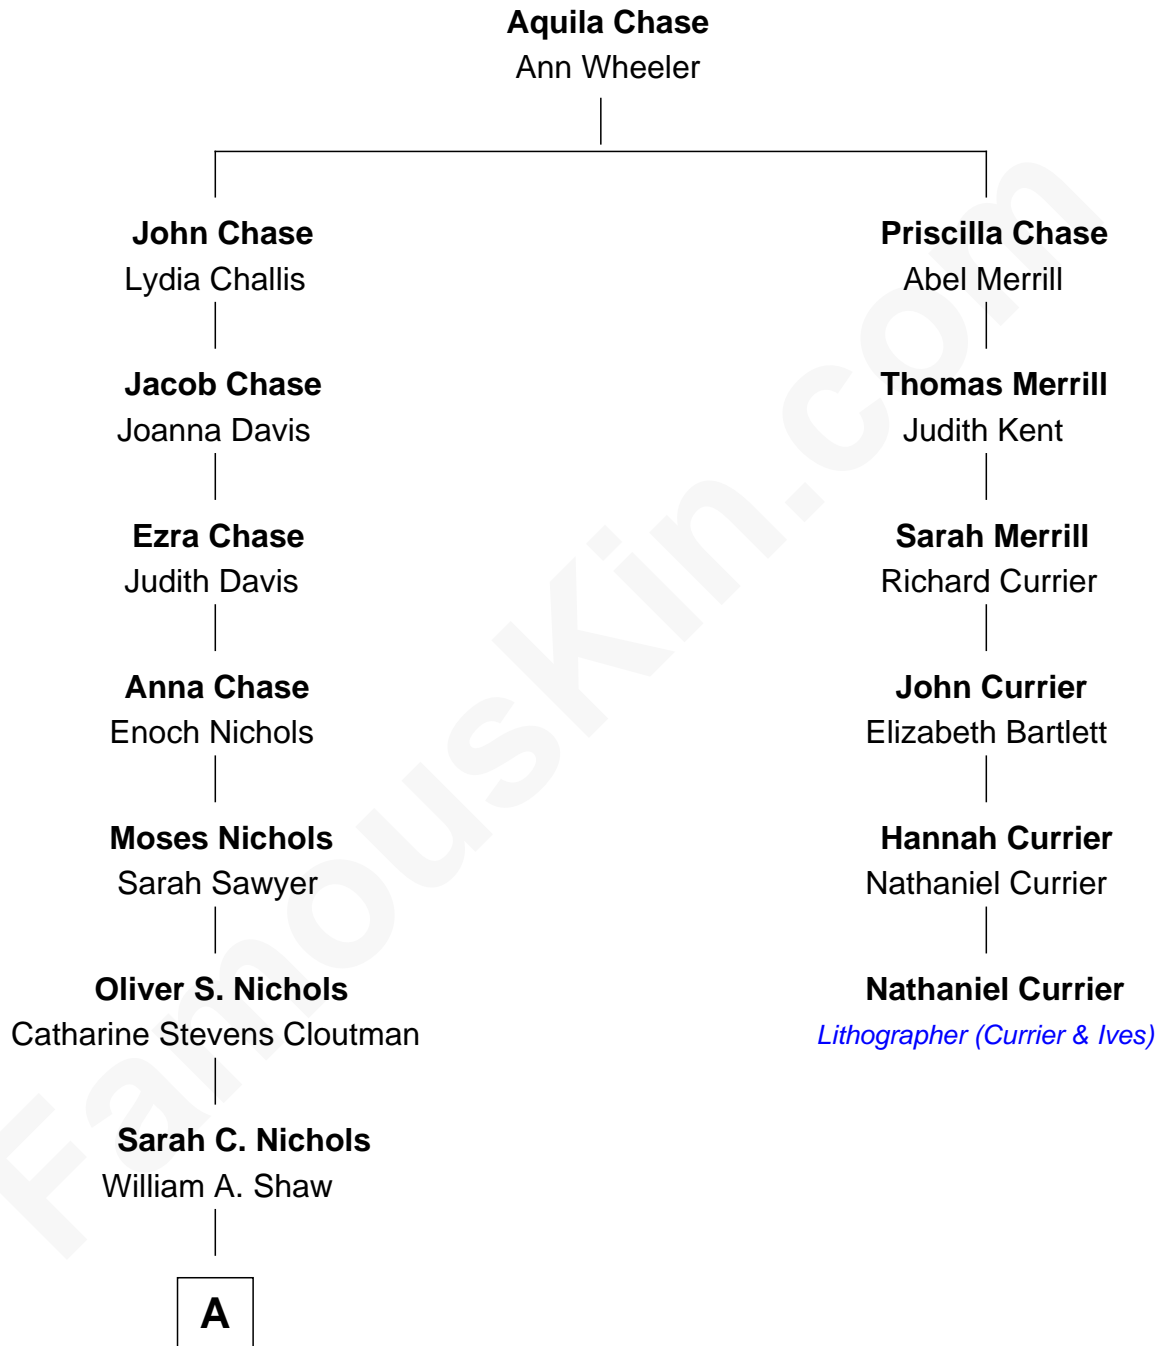 Aquila Chase
Ann Wheeler
John Chase
Lydia Challis
Priscilla Chase
Abel Merrill
Jacob Chase
Joanna Davis
Thomas Merrill
Judith Kent
Ezra Chase
Judith Davis
Sarah Merrill
Richard Currier
Anna Chase
Enoch Nichols
John Currier
Elizabeth Bartlett
Moses Nichols
Sarah Sawyer
Hannah Currier
Nathaniel Currier
Oliver S. Nichols
Catharine Stevens Cloutman
Nathaniel Currier
Lithographer (Currier & Ives)
Sarah C. Nichols
William A. Shaw
A
FamousKin.com